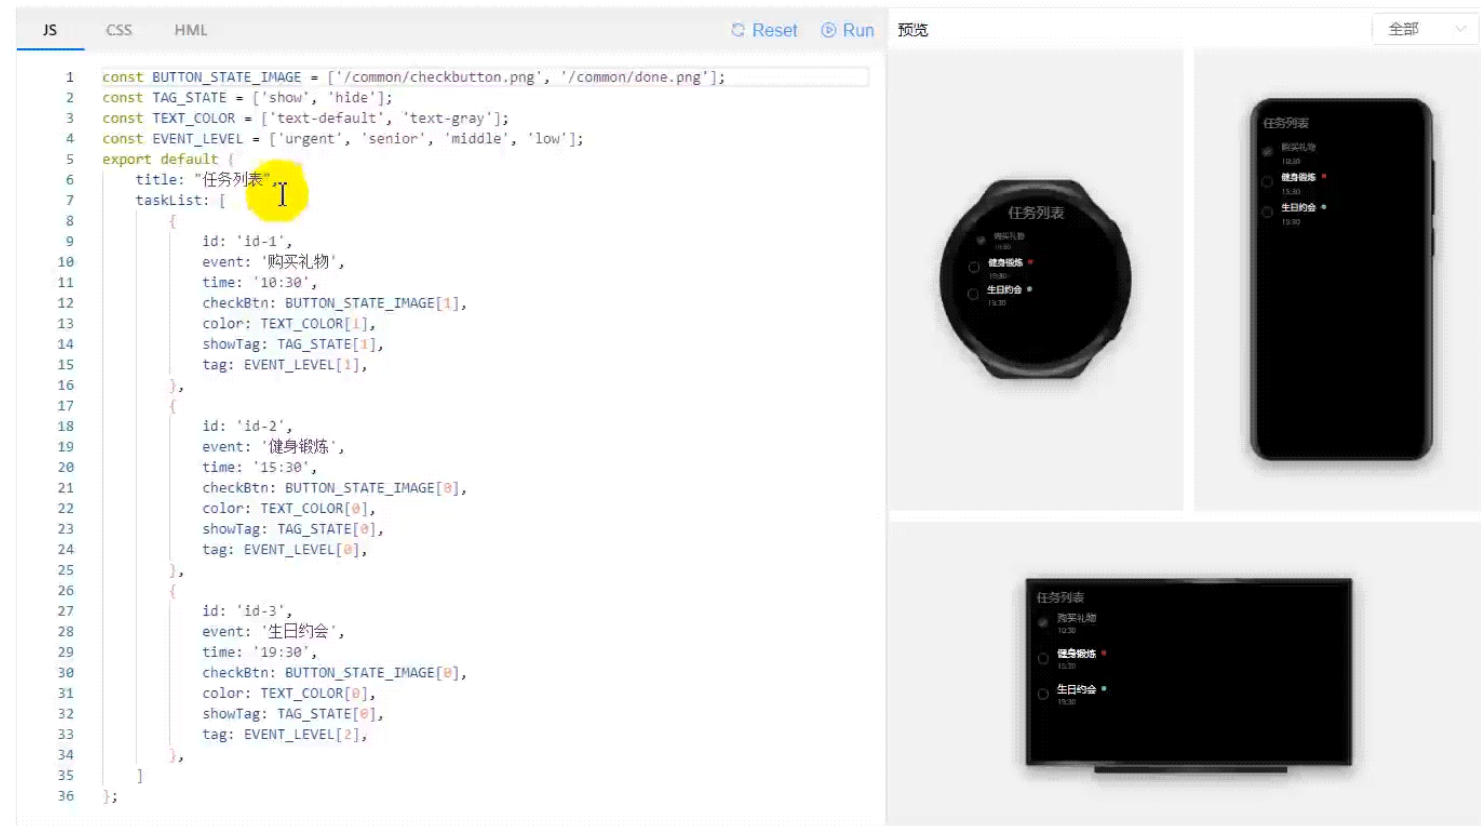 JS CSS HML Reset Run 预览 全部
1 const BUTTON_STATE_IMAGE = ['/common/checkbutton.png', '/common/done.png'];
2 const TAG_STATE = ['show', 'hide'];
3 const TEXT_COLOR = ['text-default', 'text-gray'];
4 const EVENT_LEVEL = ['urgent', 'senior', 'middle', 'low'];
5 export default {
6 title: "任务列表",
7 taskList: [
8 {
9 id: 'id-1',
10 event: '购买礼物',
11 time: '10:30',
12 checkBtn: BUTTON_STATE_IMAGE[1],
13 color: TEXT_COLOR[1],
14 showTag: TAG_STATE[1],
15 tag: EVENT_LEVEL[1],
16 },
17 {
18 id: 'id-2',
19 event: '健身锻炼',
20 time: '15:30',
21 checkBtn: BUTTON_STATE_IMAGE[0],
22 color: TEXT_COLOR[0],
23 showTag: TAG_STATE[0],
24 tag: EVENT_LEVEL[0],
25 },
26 {
27 id: 'id-3',
28 event: '生日约会',
29 time: '19:30',
30 checkBtn: BUTTON_STATE_IMAGE[0],
31 color: TEXT_COLOR[0],
32 showTag: TAG_STATE[0],
33 tag: EVENT_LEVEL[2],
34 },
35 ]
36 };
任务列表
购买礼物
健身锻炼
生日约会
任务列表
购买礼物
10:30
健身锻炼
15:30
生日约会
任务列表
购买礼物
10:30
健身锻炼
15:30
生日约会
19:30